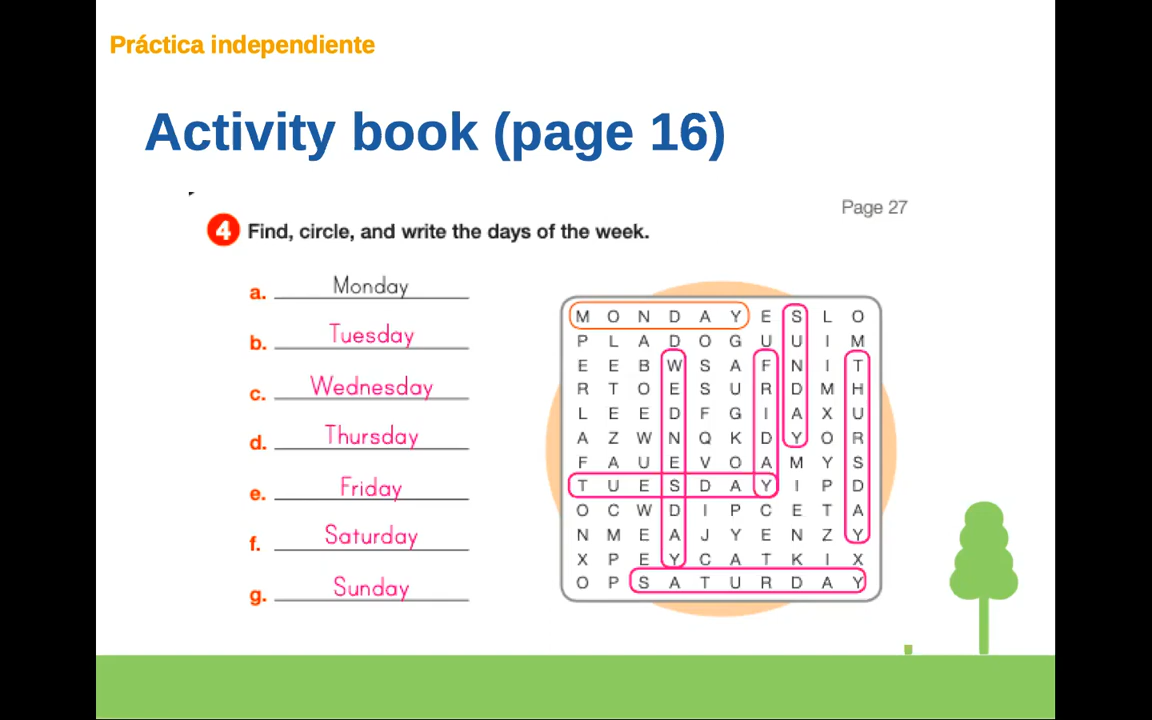 Práctica independiente
Activity book (page 16)
Page 27
4 Find, circle, and write the days of the week.
a. Monday
b. Tuesday
c. Wednesday
d. Thursday
e. Friday
f. Saturday
g. Sunday
M O N D A Y E S L O
P L A D O G U U I M
E E B W S A F N I T
R T O E S U R D M H
L E E D F G I A X U
A Z W N Q K D Y O R
F A U E V O A M Y S
T U E S D A Y I P D
O C W D I P C E T A
N M E A J Y E N Z Y
X P E Y C A T K I X
O P S A T U R D A Y